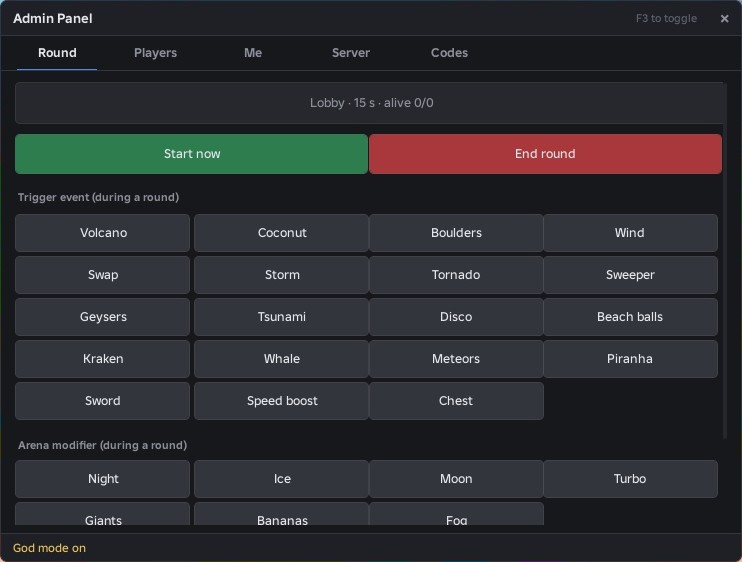 Admin Panel F3 to toggle ×
Round Players Me Server Codes
Lobby · 15 s · alive 0/0
Start now End round
Trigger event (during a round)
Volcano Coconut Boulders Wind
Swap Storm Tornado Sweeper
Geysers Tsunami Disco Beach balls
Kraken Whale Meteors Piranha
Sword Speed boost Chest
Arena modifier (during a round)
Night Ice Moon Turbo
Giants Bananas Fog
God mode on